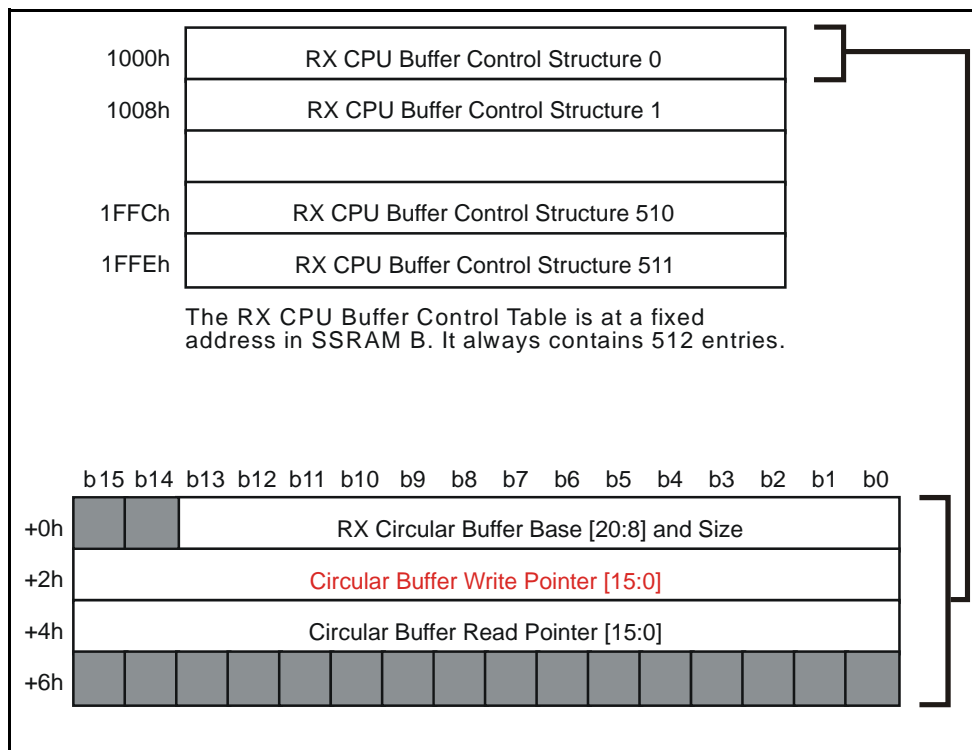 1000h RX CPU Buffer Control Structure 0
1008h RX CPU Buffer Control Structure 1
1FFCh RX CPU Buffer Control Structure 510
1FFEh RX CPU Buffer Control Structure 511
The RX CPU Buffer Control Table is at a fixed
address in SSRAM B. It always contains 512 entries.
b15 b14 b13 b12 b11 b10 b9 b8 b7 b6 b5 b4 b3 b2 b1 b0
+0h RX Circular Buffer Base [20:8] and Size
+2h Circular Buffer Write Pointer [15:0]
+4h Circular Buffer Read Pointer [15:0]
+6h